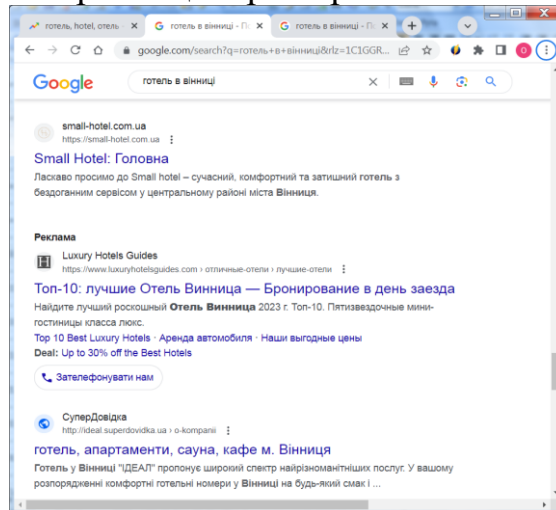 готель, hotel, отель -
готель в вінниці - По
готель в вінниці - По
google.com/search?q=готель+в+вінниці&rlz=1C1GGR...
Google
готель в вінниці
small-hotel.com.ua
https://small-hotel.com.ua
Small Hotel: Головна
Ласкаво просимо до Small hotel – сучасний, комфортний та затишний готель з
бездоганним сервісом у центральному районі міста Вінниця.
Реклама
Luxury Hotels Guides
https://www.luxuryhotelsguides.com › отличные-отели › лучшие-отели
Топ-10: лучшие Отель Винница — Бронирование в день заезда
Найдите лучший роскошный Отель Винница 2023 г. Топ-10. Пятизвездочные мини-
гостиницы класса люкс.
Top 10 Best Luxury Hotels · Аренда автомобиля · Наши выгодные цены
Deal: Up to 30% off the Best Hotels
Зателефонувати нам
СуперДовідка
http://ideal.superdovidka.ua › o-kompanii
готель, апартаменти, сауна, кафе м. Вінниця
Готель у Вінниці "ІДЕАЛ" пропонує широкий спектр найрізноманітніших послуг. У вашому
розпорядженні комфортні готельні номери у Вінниці на будь-який смак і ...